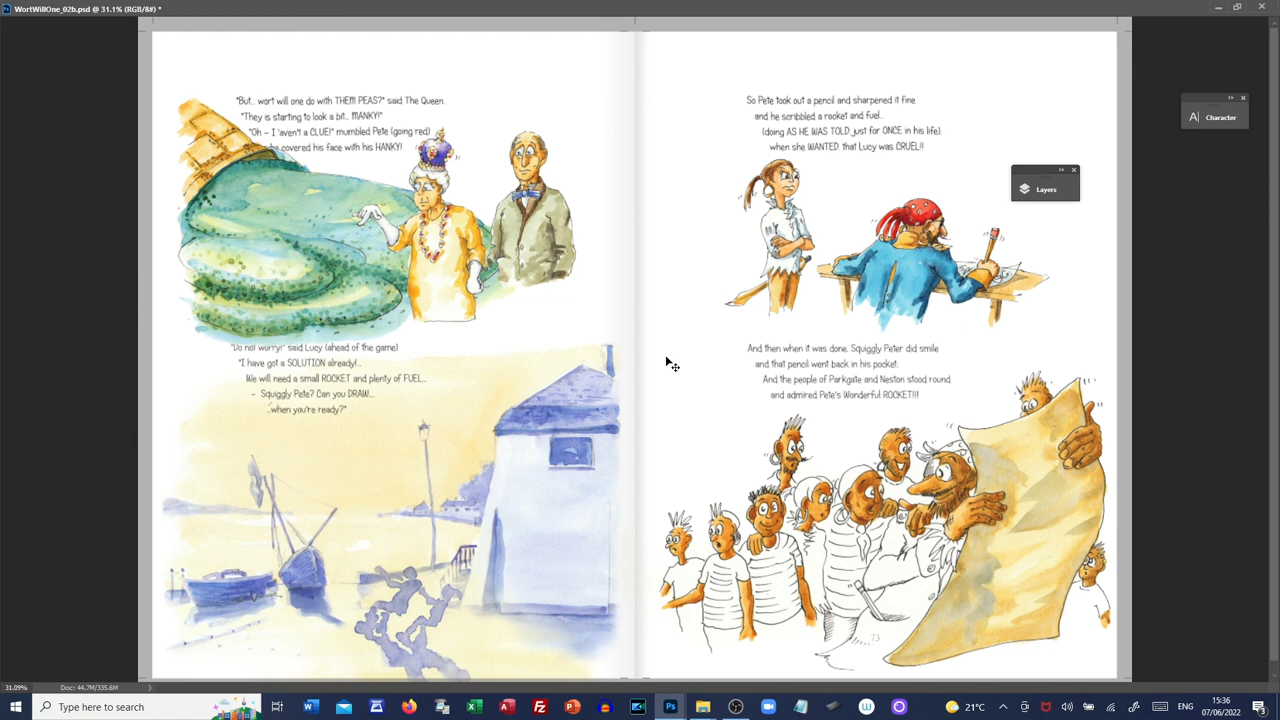 WortWillOne_02b.psd @ 31.1% (RGB/8#) *
"But... wort will one do with THEM PEAS?" said The Queen.
"They is starting to look a bit... MANKY!"
"Oh – I 'aven't a CLUE!" mumbled Pete (going red)
he covered his face with his HANKY!
"Do not worry!" said Lucy (ahead of the game)
"I have got a SOLUTION already!...
We will need a small ROCKET and plenty of FUEL...
– Squiggly Pete? Can you DRAW...
...when you're ready?"
So Pete took out a pencil and sharpened it fine
and he scribbled a rocket and fuel...
(doing AS HE WAS TOLD, just for ONCE in his life):
when she WANTED, that Lucy was CRUEL!!
And then when it was done, Squiggly Peter did smile
and that pencil went back in his pocket:
And the people of Parkgate and Neston stood round
and admired Pete's Wonderful ROCKET!!!
73
Character
Layers
31.09%
Doc: 44.7M/335.6M
Type here to search
21°C
ENG
15:36
07/06/2022